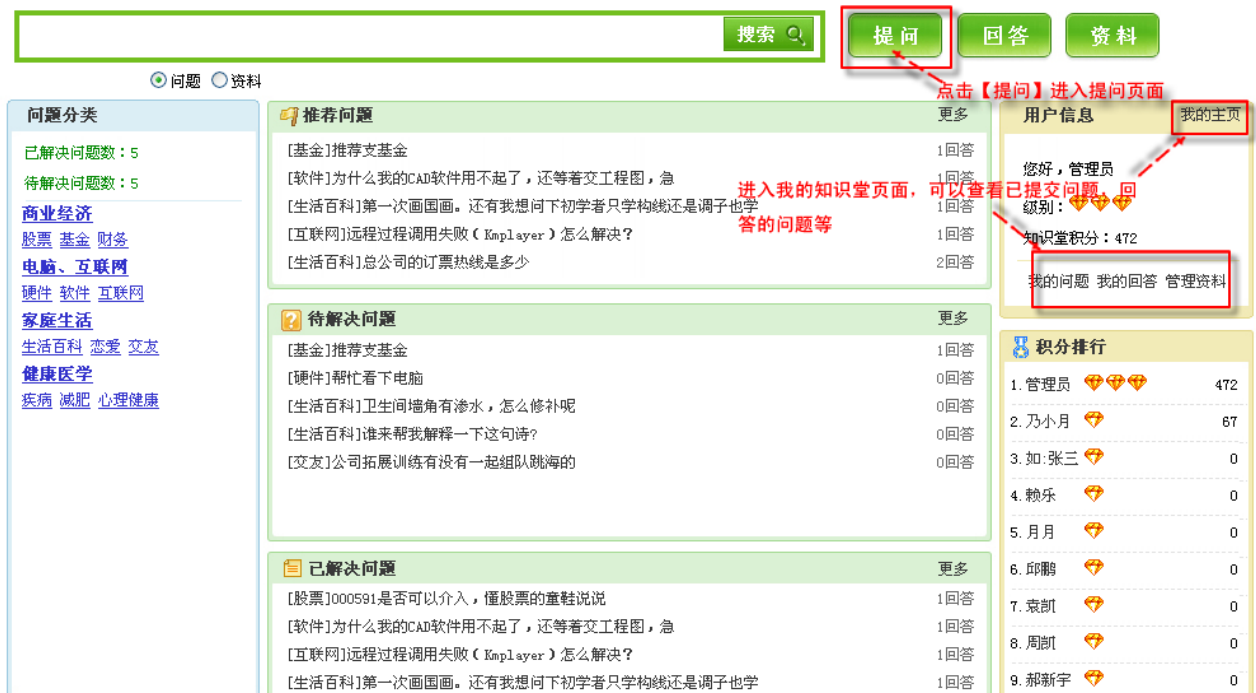 搜索
提问
回答
资料
问题 资料
点击【提问】进入提问页面
问题分类
已解决问题数：5
待解决问题数：5
商业经济
股票 基金 财务
电脑、互联网
硬件 软件 互联网
家庭生活
生活百科 恋爱 交友
健康医学
疾病 减肥 心理健康
推荐问题 更多
[基金]推荐支基金 1回答
[软件]为什么我的CAD软件用不起了，还等着交工程图，急 1回答
[生活百科]第一次画国画。还有我想问下初学者只学构线还是调子也学 1回答
[互联网]远程过程调用失败(Kmplayer)怎么解决? 1回答
[生活百科]总公司的订票热线是多少 2回答
进入我的知识堂页面，可以查看已提交问题，回
答的问题等
待解决问题 更多
[基金]推荐支基金 1回答
[硬件]帮忙看下电脑 0回答
[生活百科]卫生间墙角有渗水，怎么修补呢 0回答
[生活百科]谁来帮我解释一下这句诗? 0回答
[交友]公司拓展训练有没有一起组队跳海的 0回答
已解决问题 更多
[股票]000591是否可以介入，懂股票的童鞋说说 1回答
[软件]为什么我的CAD软件用不起了，还等着交工程图，急 1回答
[互联网]远程过程调用失败(Kmplayer)怎么解决? 1回答
[生活百科]第一次画国画。还有我想问下初学者只学构线还是调子也学 1回答
用户信息 我的主页
您好，管理员
级别：
知识堂积分：472
我的问题 我的回答 管理资料
积分排行
1.管理员 472
2.乃小月 67
3.如:张三 0
4.赖乐 0
5.月月 0
6.邱鹏 0
7.袁凯 0
8.周凯 0
9.郝新宇 0